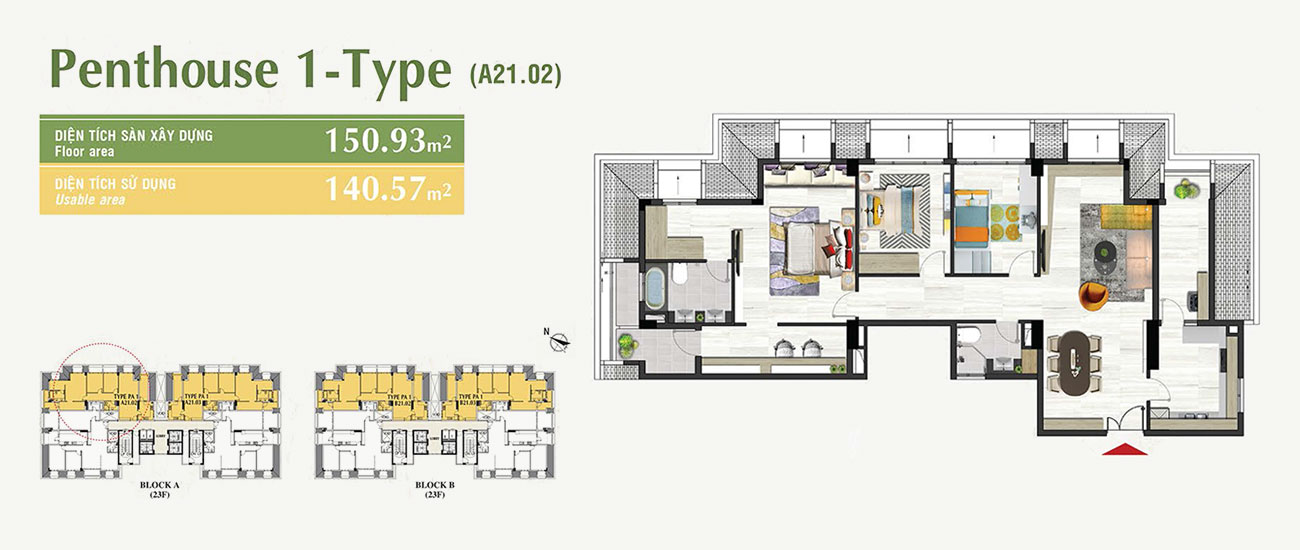 Penthouse 1-Type (A21.02)
DIỆN TÍCH SÀN XÂY DỰNG
Floor area
150.93m2
DIỆN TÍCH SỬ DỤNG
Usable area
140.57m2
N
TYPE PA 1
A21.02
TYPE PA 1
A21.03
LOBBY
BLOCK A
(23F)
TYPE PA 1
B21.02
TYPE PA 1
B21.03
LOBBY
BLOCK B
(23F)